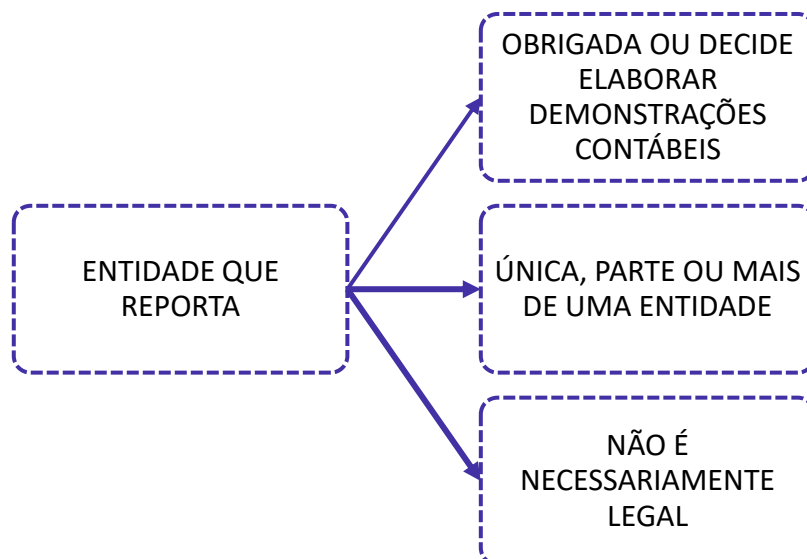 OBRIGADA OU DECIDE
ELABORAR
DEMONSTRAÇÕES
CONTÁBEIS
ENTIDADE QUE
REPORTA
ÚNICA, PARTE OU MAIS
DE UMA ENTIDADE
NÃO É
NECESSARIAMENTE
LEGAL